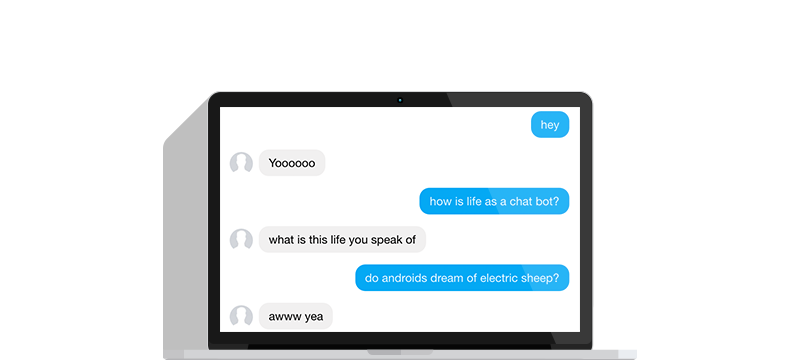 hey
Yoooooo
how is life as a chat bot?
what is this life you speak of
do androids dream of electric sheep?
awww yea